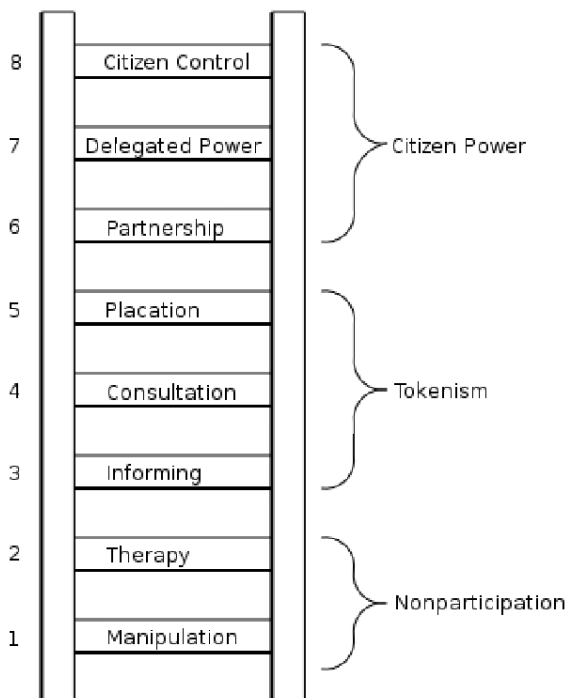 8 Citizen Control
7 Delegated Power
Citizen Power
6 Partnership
5 Placation
4 Consultation
Tokenism
3 Informing
2 Therapy
Nonparticipation
1 Manipulation